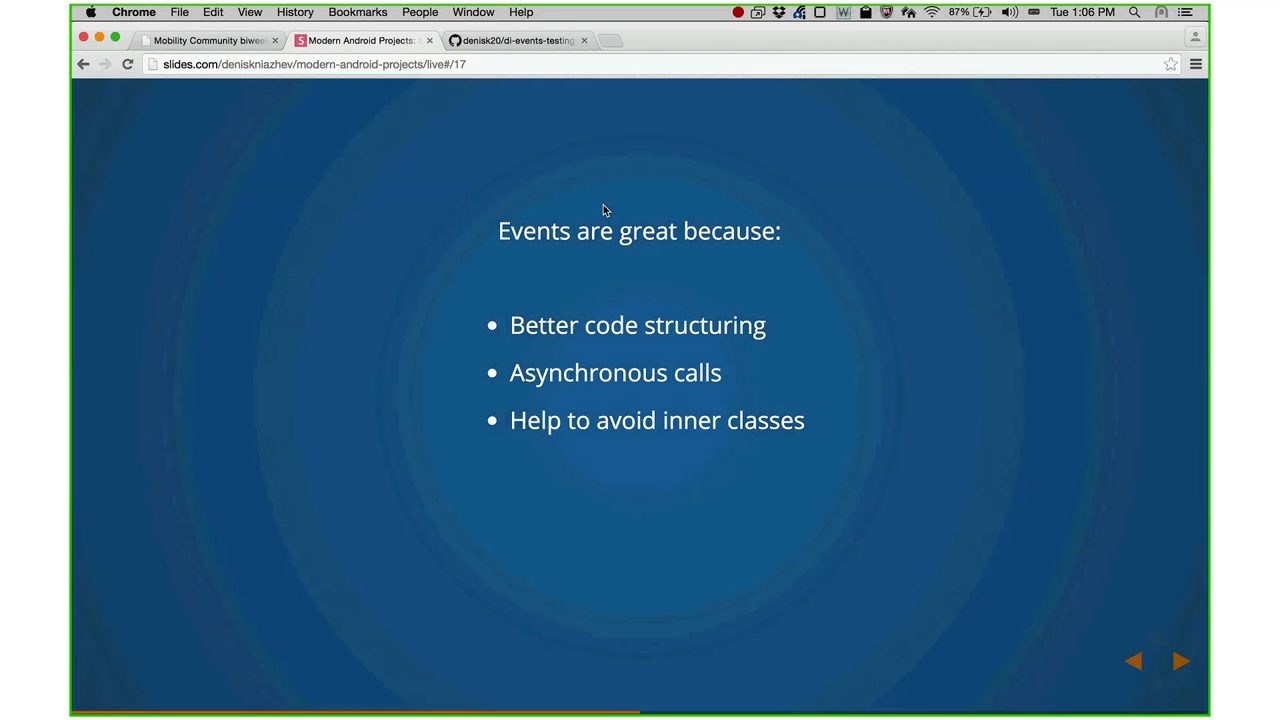 Chrome File Edit View History Bookmarks People Window Help 87% Tue 1:06 PM
Mobility Community biwee Modern Android Projects: denisk20/di-events-testing
slides.com/deniskniazhev/modern-android-projects/live#/17
Events are great because:
Better code structuring
Asynchronous calls
Help to avoid inner classes